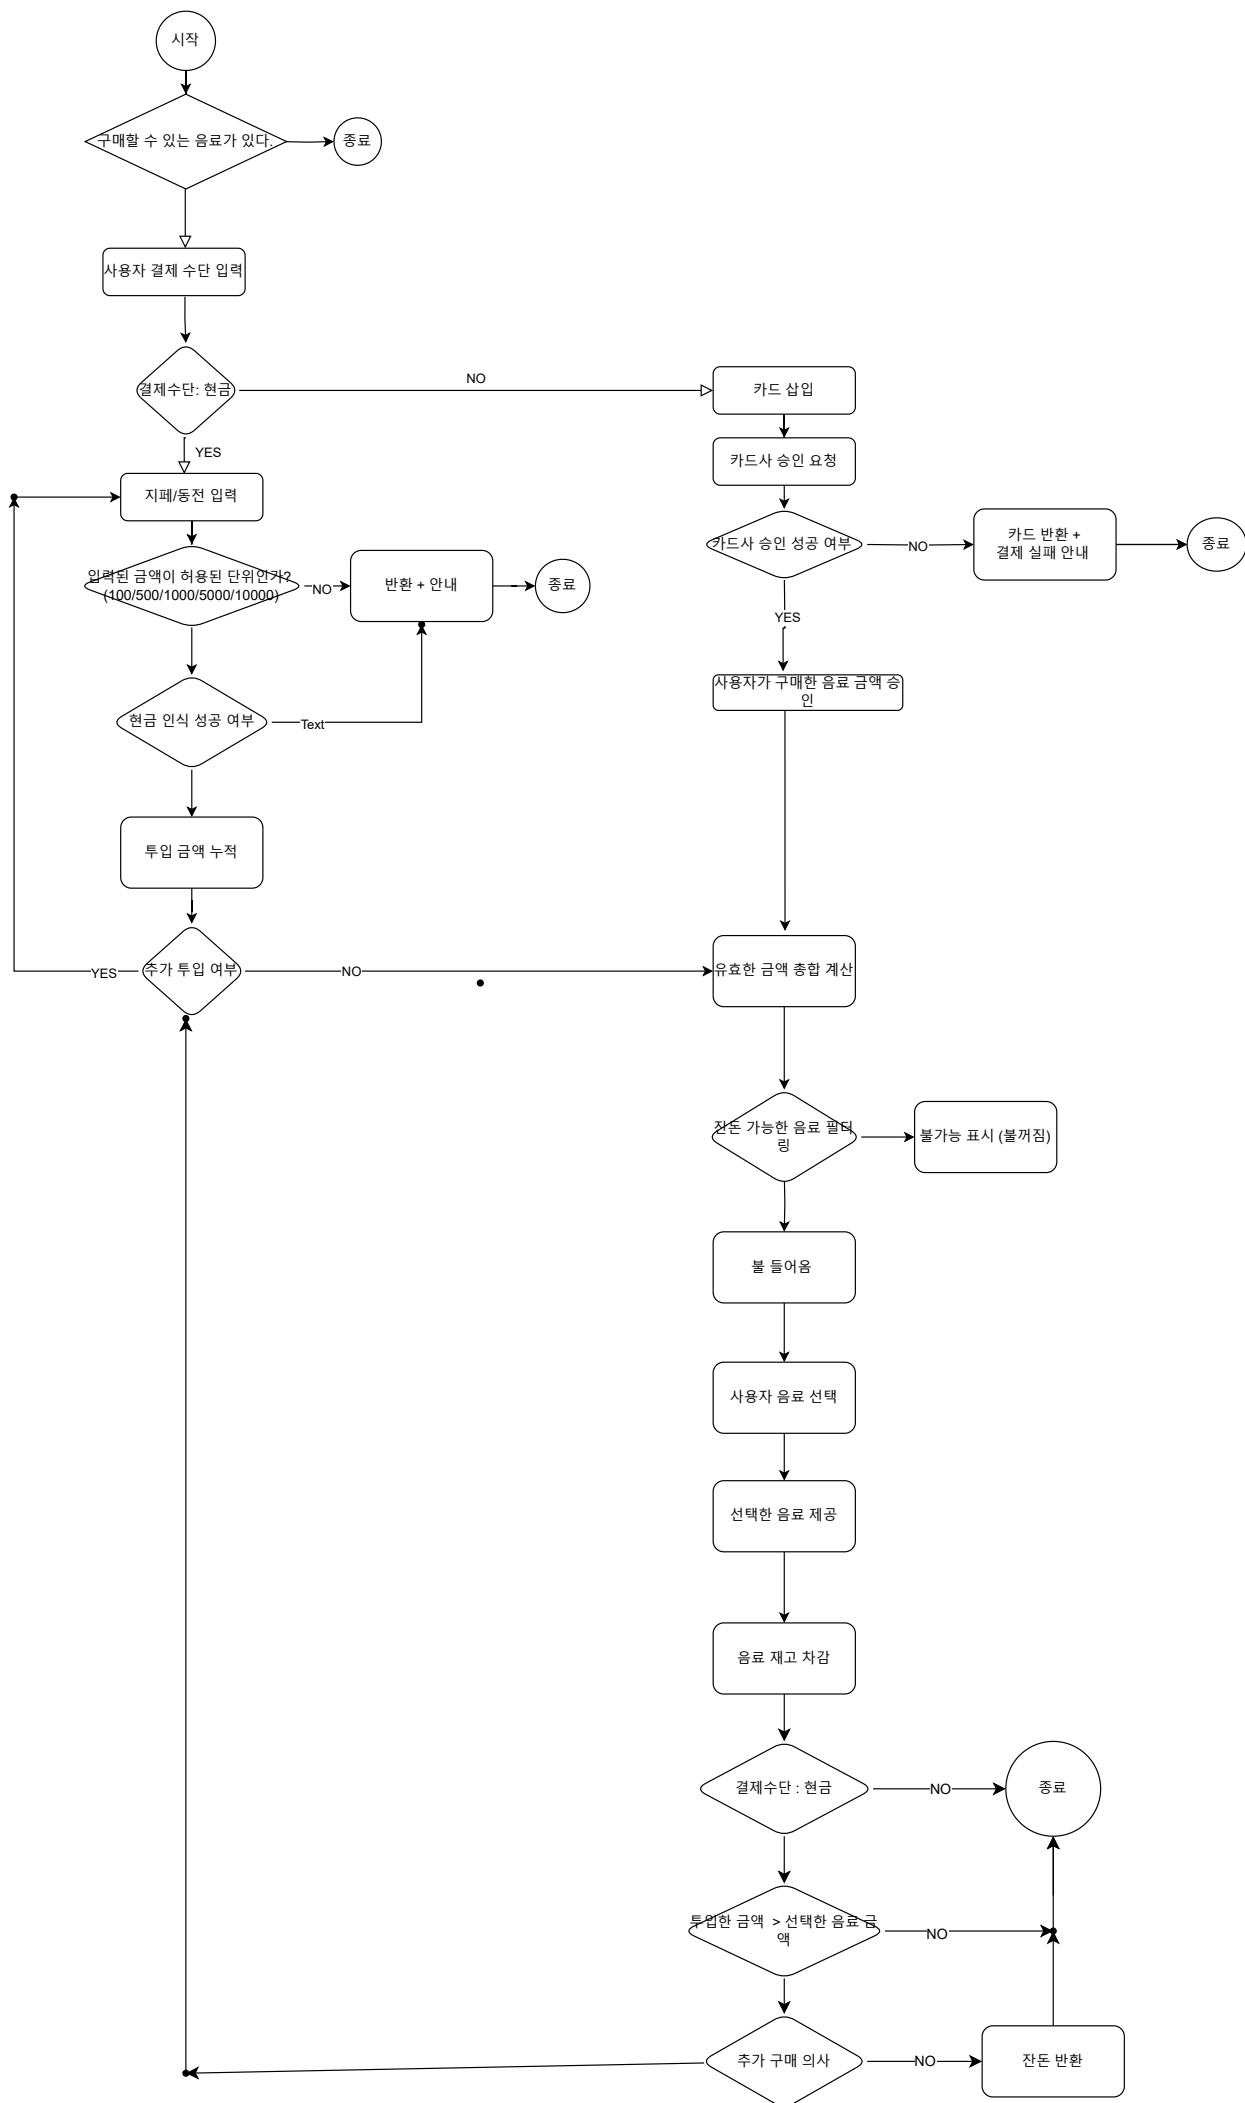 시작
구매할 수 있는 음료가 있다.
종료
사용자 결제 수단 입력
결제수단: 현금
NO
카드 삽입
YES
카드사 승인 요청
지폐/동전 입력
카드사 승인 성공 여부
NO
카드 반환 +
결제 실패 안내
종료
입력된 금액이 허용된 단위인가?
(100/500/1000/5000/10000)
NO
반환 + 안내
종료
YES
사용자가 구매한 음료 금액 승
인
현금 인식 성공 여부
Text
투입 금액 누적
YES
추가 투입 여부
NO
유효한 금액 총합 계산
잔돈 가능한 음료 필터
링
불가능 표시 (불꺼짐)
불 들어옴
사용자 음료 선택
선택한 음료 제공
음료 재고 차감
결제수단 : 현금
NO
종료
투입한 금액 > 선택한 음료 금
액
NO
추가 구매 의사
NO
잔돈 반환